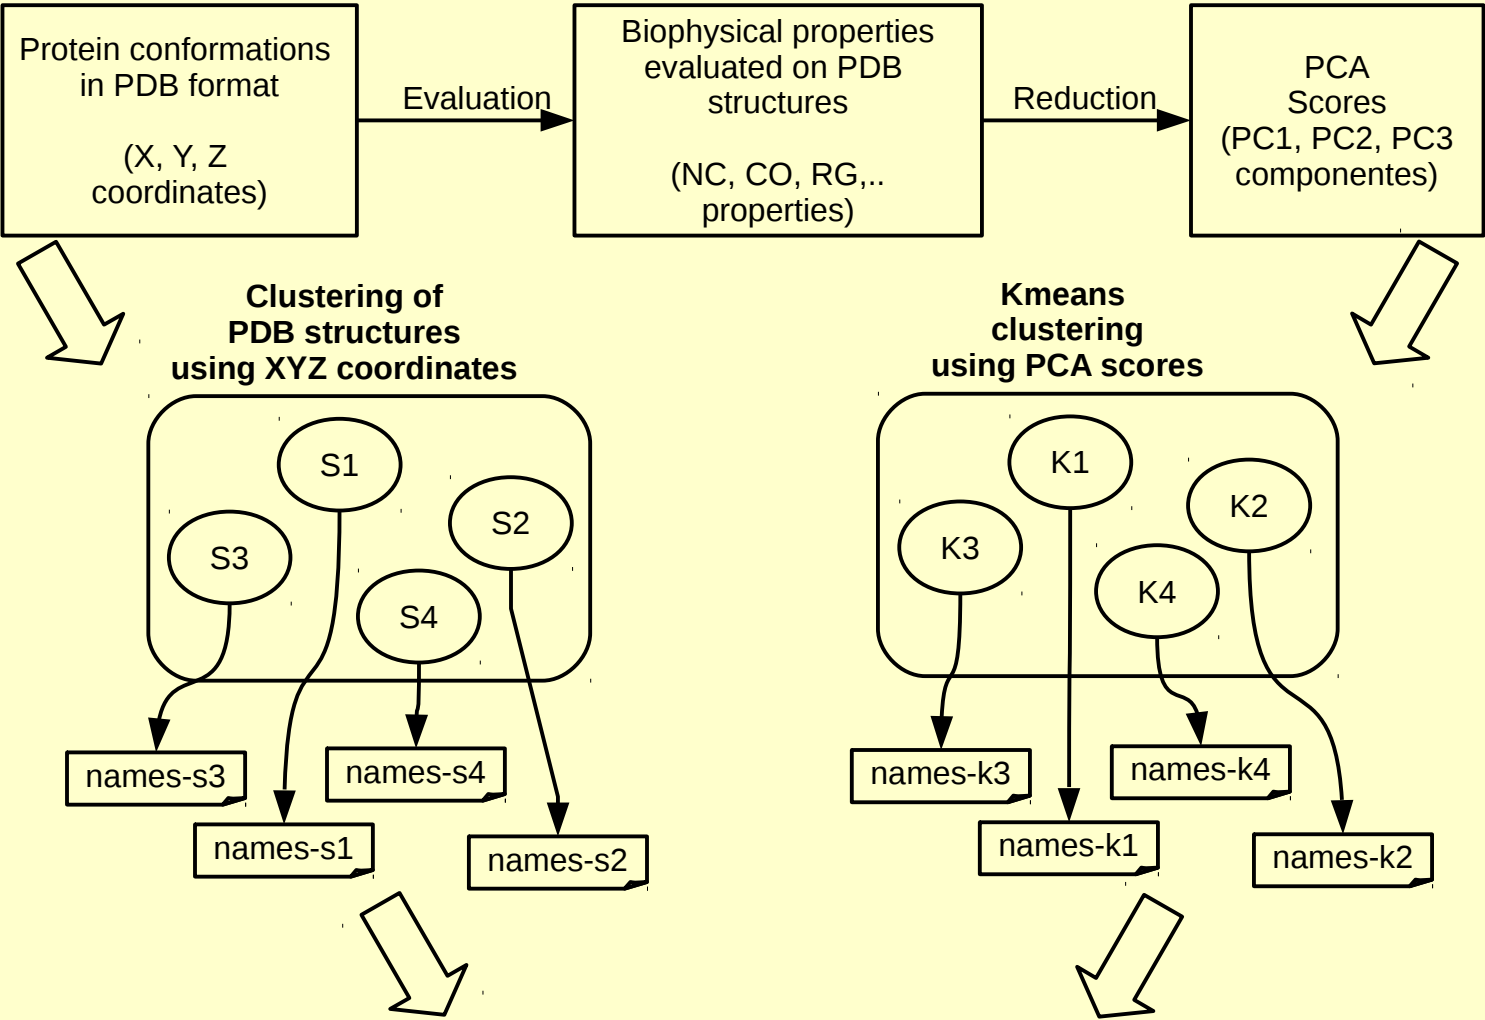 Protein conformations
in PDB format
(X, Y, Z
coordinates)
Evaluation
Biophysical properties
evaluated on PDB
structures
(NC, CO, RG,..
properties)
Reduction
PCA
Scores
(PC1, PC2, PC3
componentes)
Clustering of
PDB structures
using XYZ coordinates
S1
S2
S3
S4
names-s3
names-s4
names-s1
names-s2
Kmeans
clustering
using PCA scores
K1
K2
K3
K4
names-k3
names-k4
names-k1
names-k2